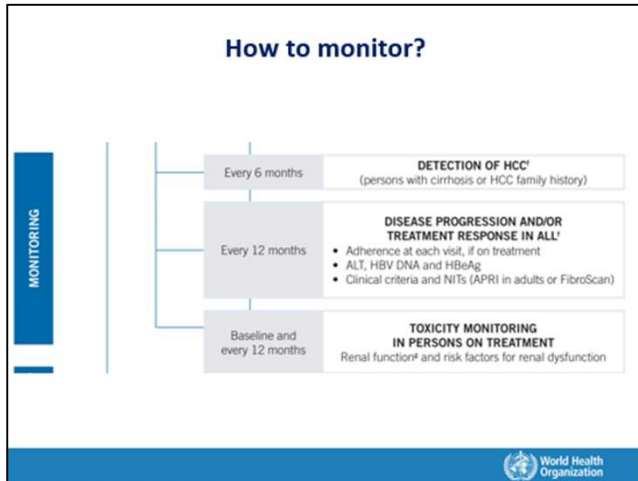 How to monitor?
MONITORING
Every 6 months
DETECTION OF HCCᶠ
(persons with cirrhosis or HCC family history)
Every 12 months
DISEASE PROGRESSION AND/OR
TREATMENT RESPONSE IN ALLᶠ
• Adherence at each visit, if on treatment
• ALT, HBV DNA and HBeAg
• Clinical criteria and NITs (APRI in adults or FibroScan)
Baseline and
every 12 months
TOXICITY MONITORING
IN PERSONS ON TREATMENT
Renal functionᵍ and risk factors for renal dysfunction
World Health
Organization